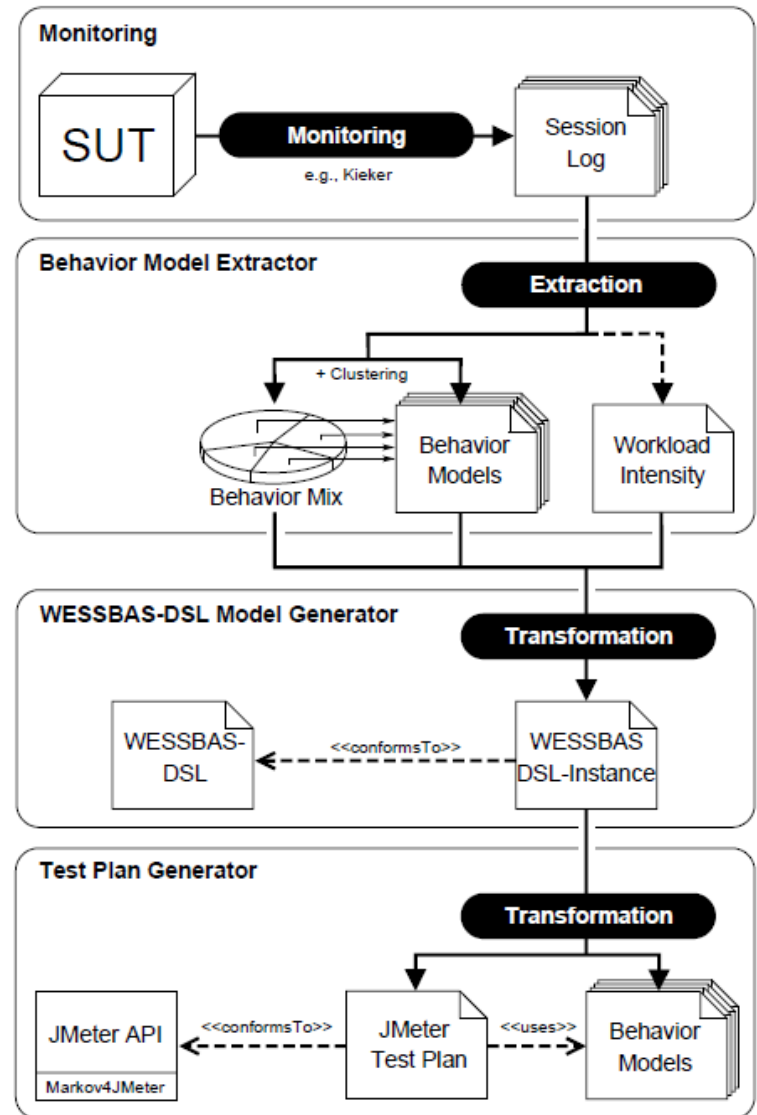 Monitoring
SUT
Monitoring
e.g., Kieker
Session
Log
Behavior Model Extractor
Extraction
+ Clustering
Behavior Mix
Behavior
Models
Workload
Intensity
WESSBAS-DSL Model Generator
Transformation
WESSBAS-
DSL
<<conformsTo>>
WESSBAS
DSL-Instance
Test Plan Generator
Transformation
JMeter API
Markov4JMeter
<<conformsTo>>
JMeter
Test Plan
<<uses>>
Behavior
Models